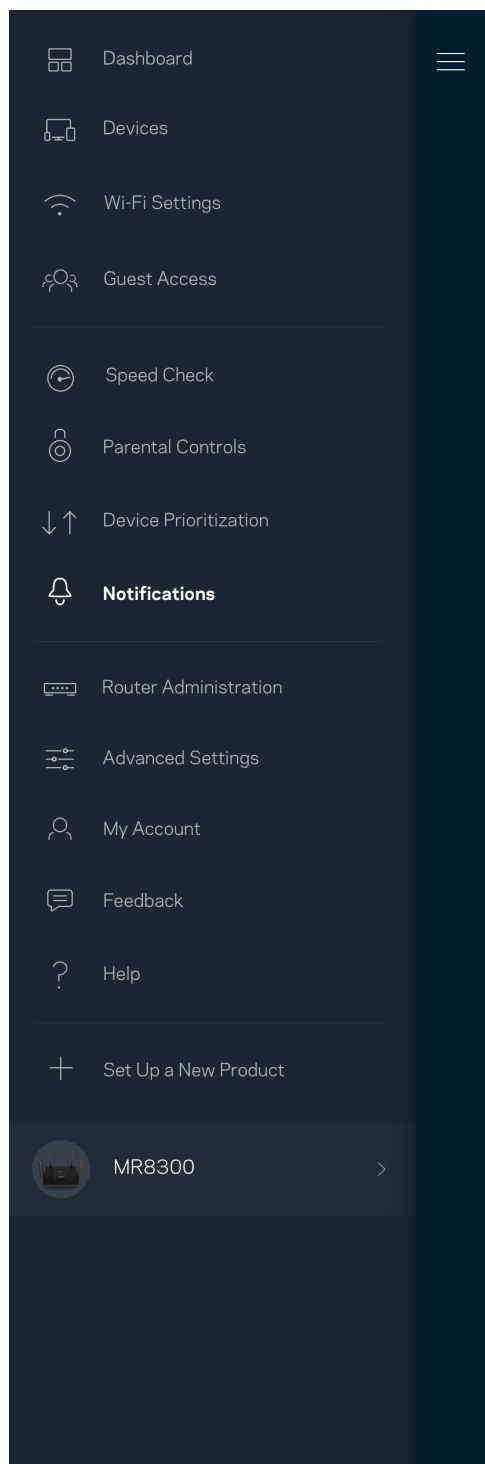 Dashboard
Devices
Wi-Fi Settings
Guest Access
Speed Check
Parental Controls
Device Prioritization
Notifications
Router Administration
Advanced Settings
My Account
Feedback
Help
Set Up a New Product
MR8300